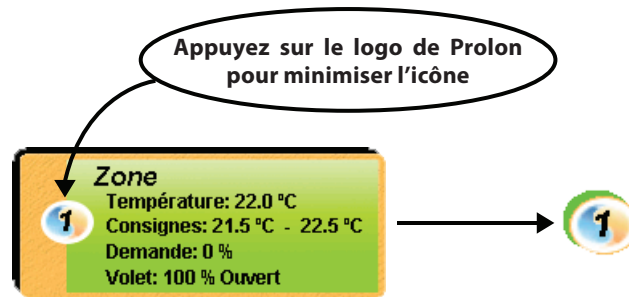 Appuyez sur le logo de Prolon
pour minimiser l'icône
Zone
Température: 22.0 °C
1
Consignes: 21.5 °C - 22.5 °C
Demande: 0 %
Volet: 100 % Ouvert
1